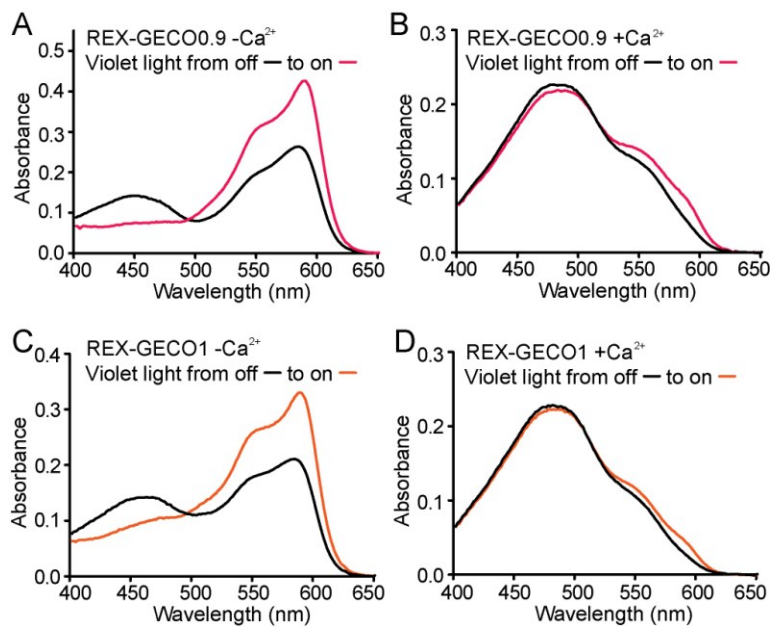 A
REX-GECO0.9 -Ca²⁺
Violet light from off to on
Absorbance
0.5
0.4
0.3
0.2
0.1
0.0
400 450 500 550 600 650
Wavelength (nm)
B
REX-GECO0.9 +Ca²⁺
Violet light from off to on
Absorbance
0.3
0.2
0.1
0.0
400 450 500 550 600 650
Wavelength (nm)
C
REX-GECO1 -Ca²⁺
Violet light from off to on
Absorbance
0.4
0.3
0.2
0.1
0.0
400 450 500 550 600 650
Wavelength (nm)
D
REX-GECO1 +Ca²⁺
Violet light from off to on
Absorbance
0.3
0.2
0.1
0.0
400 450 500 550 600 650
Wavelength (nm)